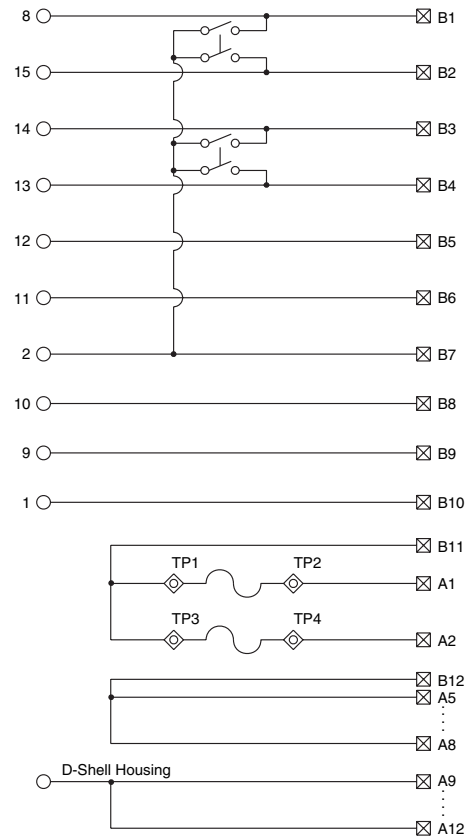 8 B1
15 B2
14 B3
13 B4
12 B5
11 B6
2 B7
10 B8
9 B9
1 B10
B11
TP1 TP2
A1
TP3 TP4
A2
B12
A5
A8
D-Shell Housing
A9
A12